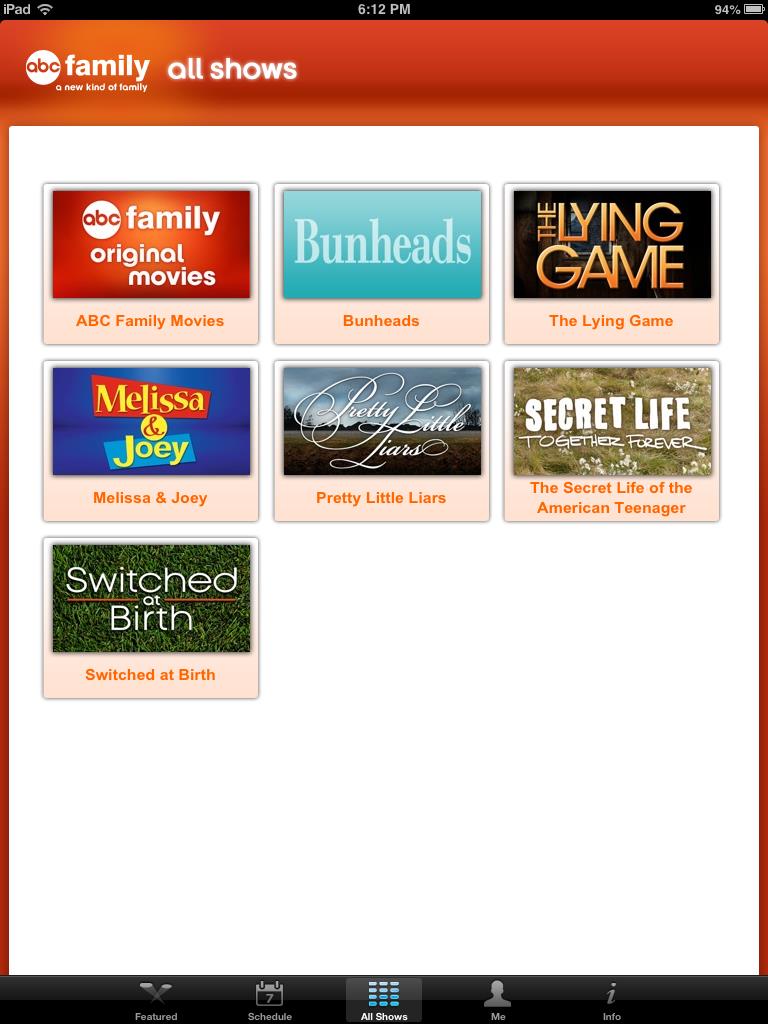 iPad 6:12 PM 94%
abc family all shows
a new kind of family
abc family
original
movies
ABC Family Movies
Bunheads
Bunheads
THE LYING
GAME
The Lying Game
Melissa
&
Joey
Melissa & Joey
Pretty Little
Liars
Pretty Little Liars
SECRET LIFE
TOGETHER FOREVER
The Secret Life of the
American Teenager
Switched
at
Birth
Switched at Birth
7
Featured Schedule All Shows Me Info